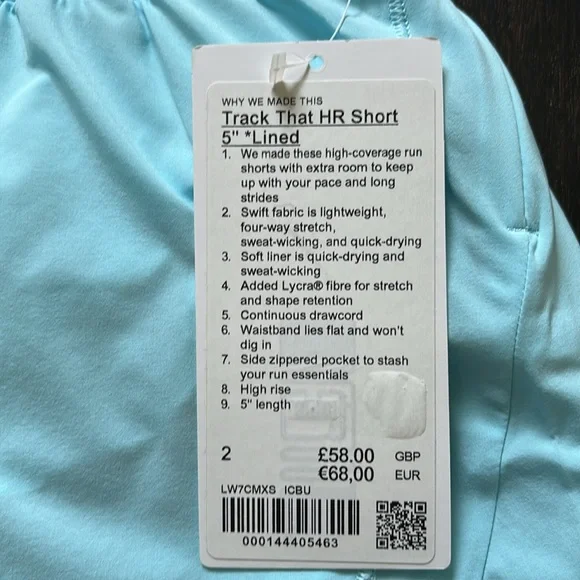 WHY WE MADE THIS
Track That HR Short
5" *Lined
1. We made these high-coverage run
shorts with extra room to keep
up with your pace and long
strides
2. Swift fabric is lightweight,
four-way stretch,
sweat-wicking, and quick-drying
3. Soft liner is quick-drying and
sweat-wicking
4. Added Lycra® fibre for stretch
and shape retention
5. Continuous drawcord
6. Waistband lies flat and won't
dig in
7. Side zippered pocket to stash
your run essentials
8. High rise
9. 5" length
2 £58.00 GBP
€68,00 EUR
LW7CMXS ICBU
000144405463